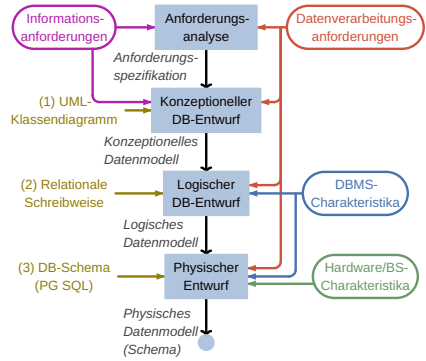 Informations-
anforderungen
Anforderungs-
analyse
Datenverarbeitungs-
anforderungen
Anforderungs-
spezifikation
(1) UML-
Klassendiagramm
Konzeptioneller
DB-Entwurf
Konzeptionelles
Datenmodell
(2) Relationale
Schreibweise
Logischer
DB-Entwurf
DBMS-
Charakteristika
Logisches
Datenmodell
(3) DB-Schema
(PG SQL)
Physischer
Entwurf
Hardware/BS-
Charakteristika
Physisches
Datenmodell
(Schema)